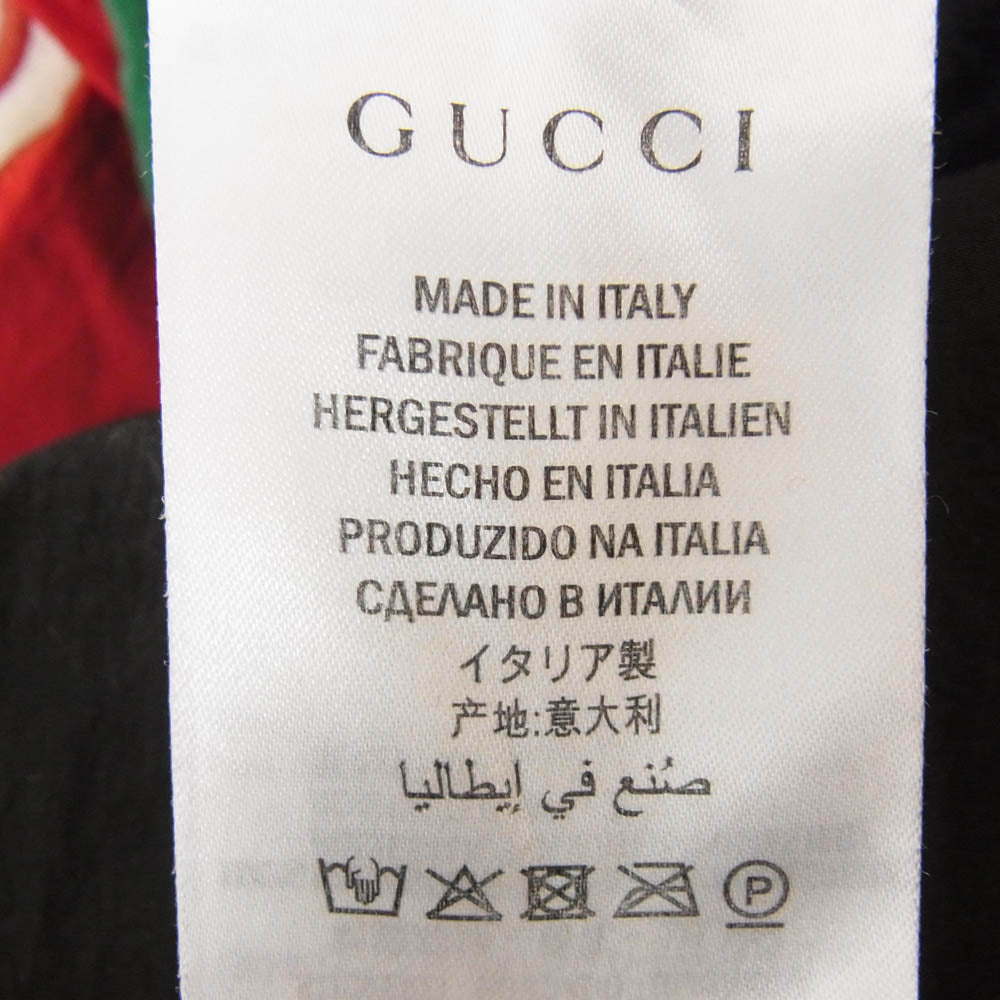 GUCCI
MADE IN ITALY
FABRIQUE EN ITALIE
HERGESTELLT IN ITALIEN
HECHO EN ITALIA
PRODUZIDO NA ITALIA
СДЕЛАНО В ИТАЛИИ
イタリア製
产地:意大利
صُنع في إيطاليا
P